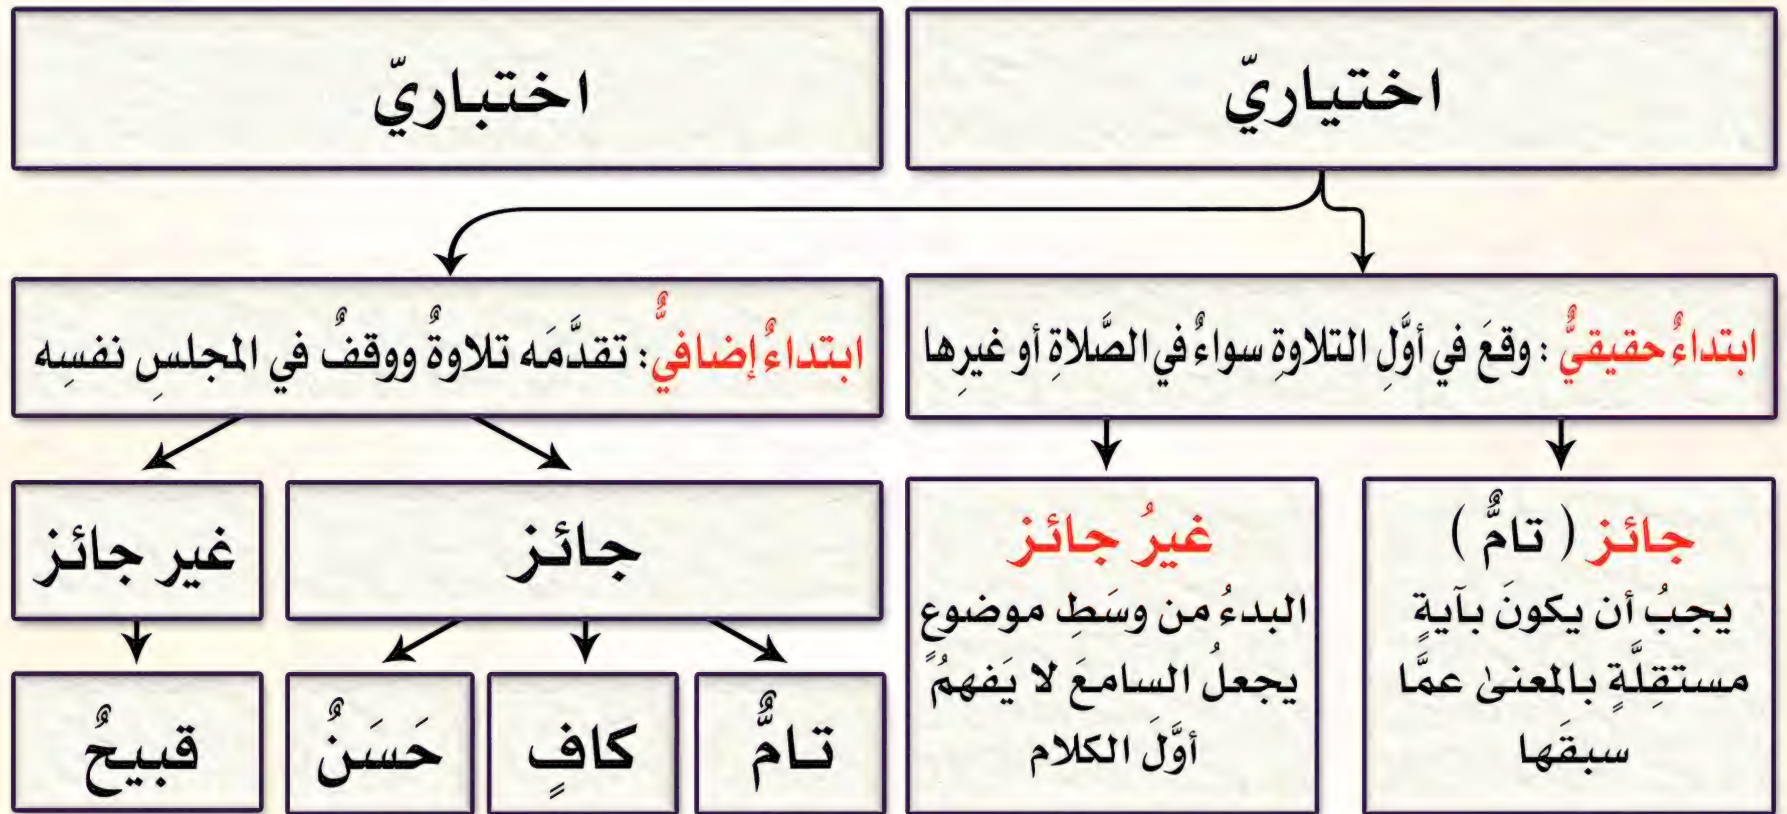 اختياريّ
اختباريّ
ابتداءٌ حقيقيٌّ : وقعَ في أوَّلِ التلاوةِ سواءٌ في الصَّلاةِ أو غيرِها
ابتداءٌ إضافيٌّ : تقدَّمَه تلاوةٌ ووقفٌ في المجلسِ نفسِه
جائز ( تامٌّ )
يجبُ أن يكونَ بآيةٍ
مستقِلَّةٍ بالمعنىٰ عمَّا
سبقَها
غيرُ جائز
البدءُ من وسَطِ موضوعٍ
يجعلُ السامعَ لا يَفهمُ
أوَّلَ الكلام
جائز
غير جائز
تامٌّ
كافٍ
حَسَنٌ
قبيحٌ